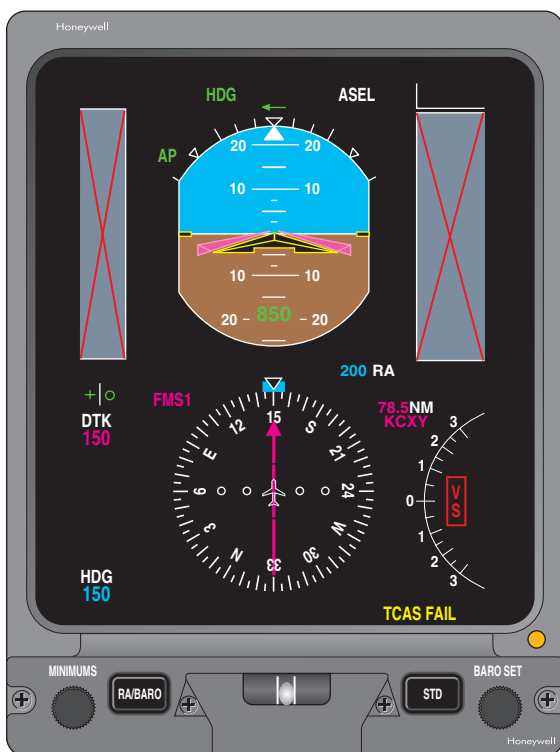 Honeywell
HDG ASEL
AP
20 20
10 10
10 10
20 20
850
200 RA
FMS1
78.5NM
KCXY
DTK
150
12 15 S 21 24 W 30 33 N 3 6 E
3
2
1
0
1
2
3
VS
HDG
150
TCAS FAIL
MINIMUMS
RA/BARO
STD
BARO SET
Honeywell